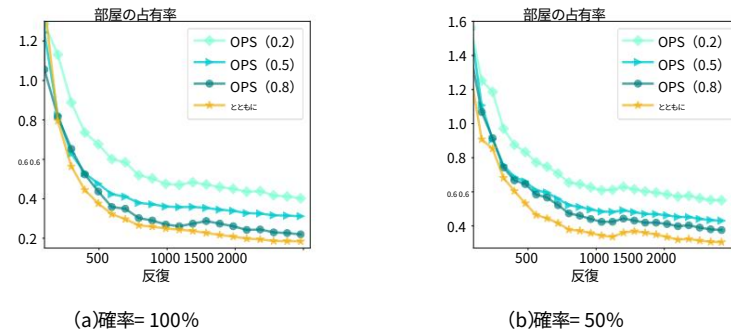 部屋の占有率
1.2
1.0
0.8
0.6 0.6
0.4
0.2
OPS（0.2）
OPS（0.5）
OPS（0.8）
とともに
500 1000 1500 2000
反復
(a)確率= 100%
部屋の占有率
1.6
1.4
1.2
1.0
0.8
0.6 0.6
0.4
OPS（0.2）
OPS（0.5）
OPS（0.8）
とともに
500 1000 1500 2000
反復
(b)確率= 50%